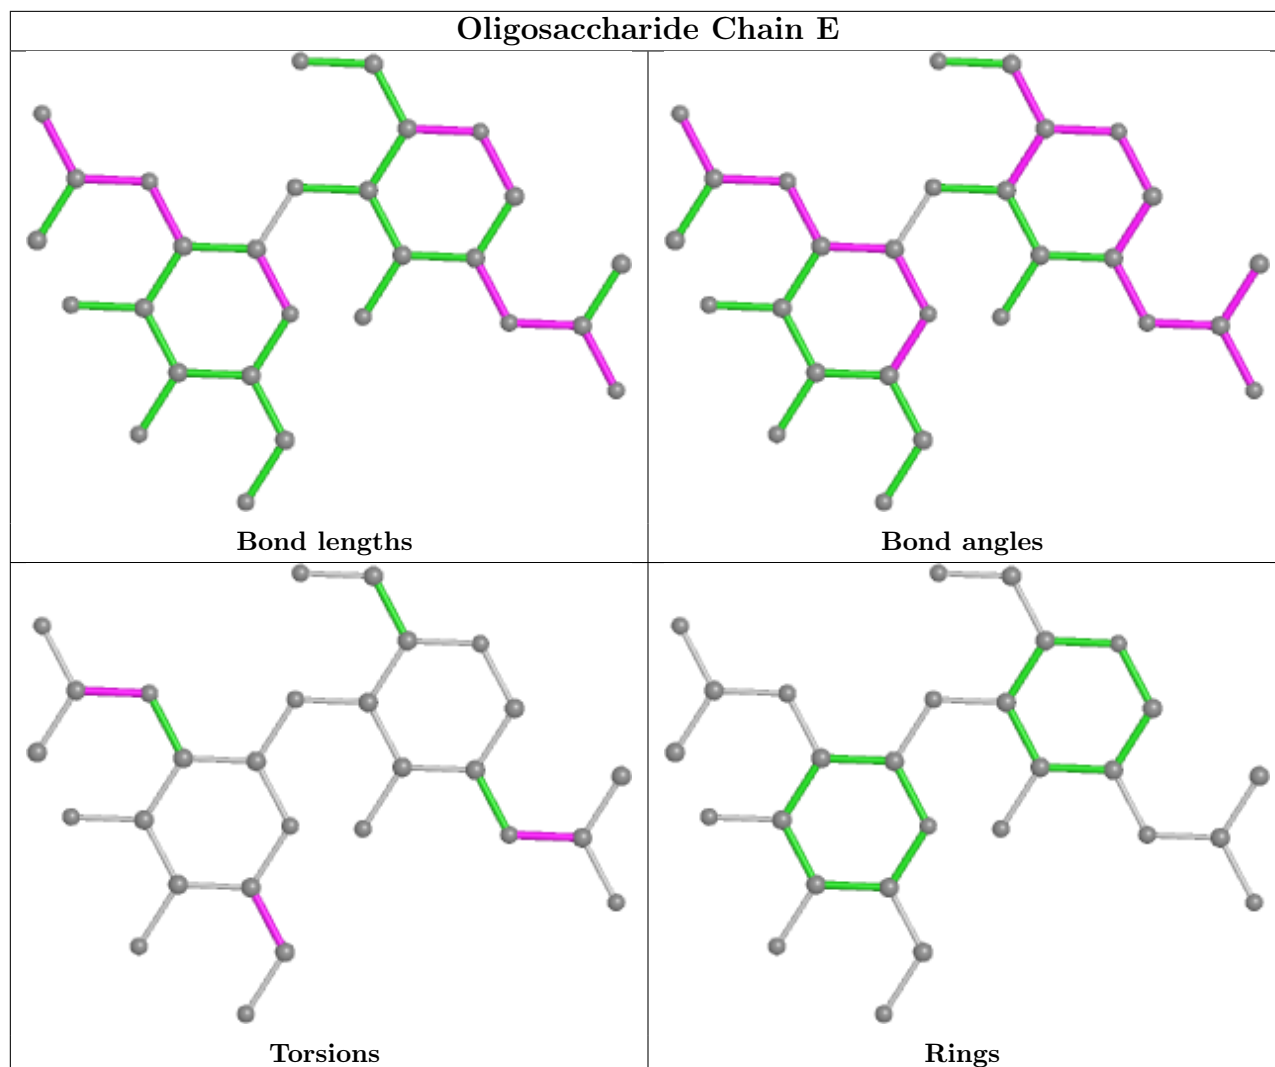 Oligosaccharide Chain E
Bond lengths
Bond angles
Torsions
Rings